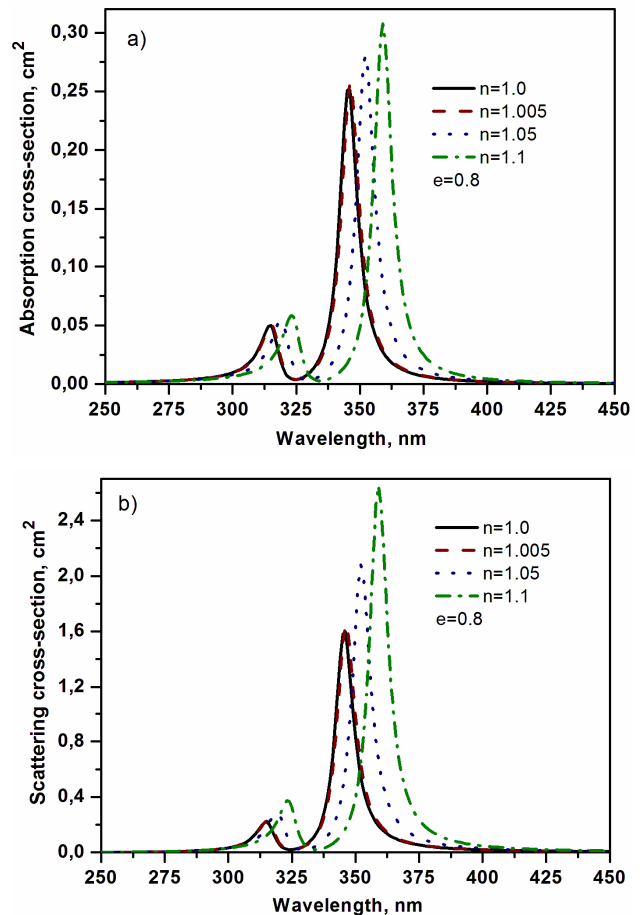 a)
Absorption cross-section, cm²
0,30
0,25
0,20
0,15
0,10
0,05
0,00
n=1.0
n=1.005
n=1.05
n=1.1
e=0.8
250 275 300 325 350 375 400 425 450
Wavelength, nm
b)
Scattering cross-section, cm²
2,4
2,0
1,6
1,2
0,8
0,4
0,0
n=1.0
n=1.005
n=1.05
n=1.1
e=0.8
250 275 300 325 350 375 400 425 450
Wavelength, nm